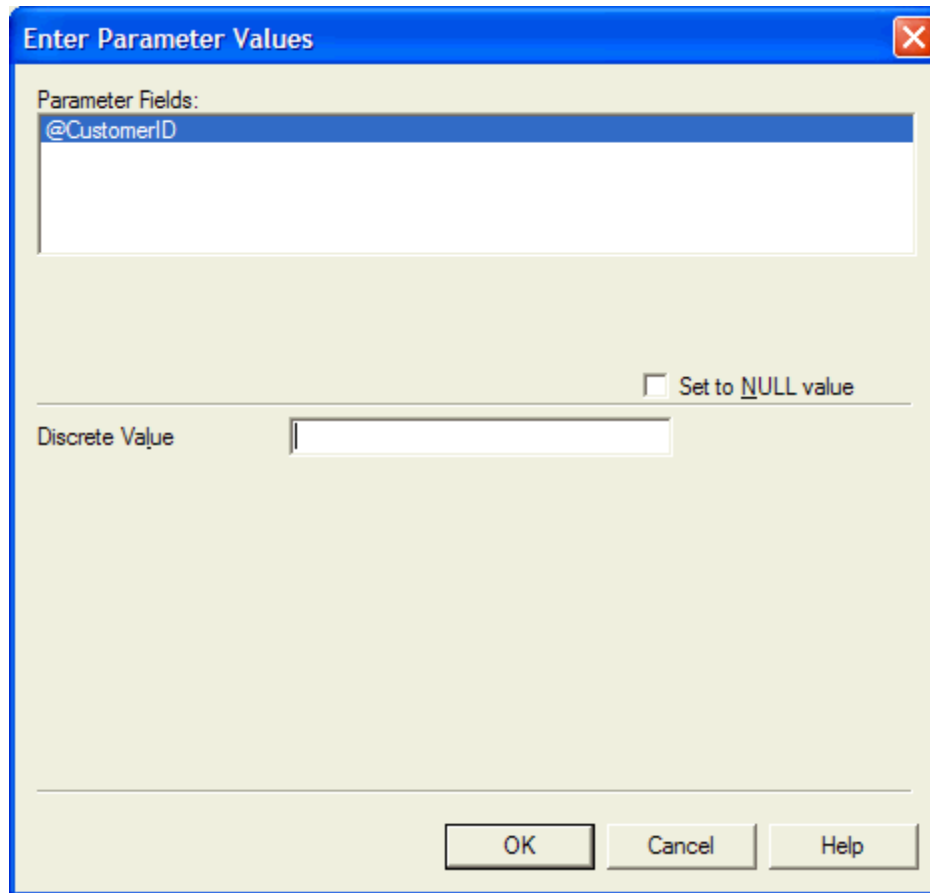 Enter Parameter Values
Parameter Fields:
@CustomerID
Set to NULL value
Discrete Value
OK Cancel Help